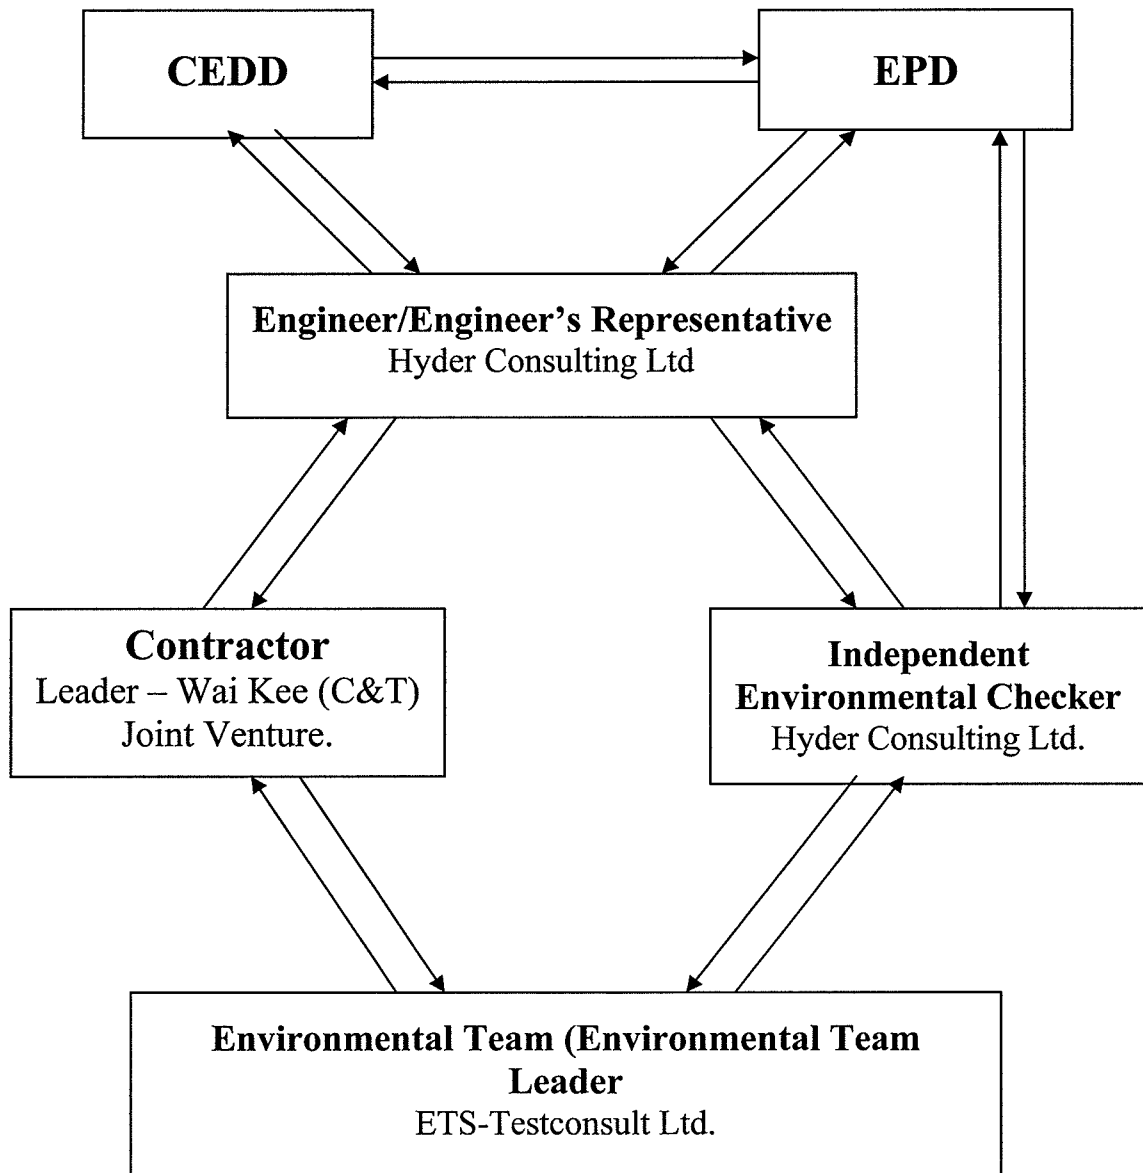 CEDD
EPD
Engineer/Engineer’s Representative
Hyder Consulting Ltd
Contractor
Leader – Wai Kee (C&T)
Joint Venture.
Independent
Environmental Checker
Hyder Consulting Ltd.
Environmental Team (Environmental Team
Leader
ETS-Testconsult Ltd.